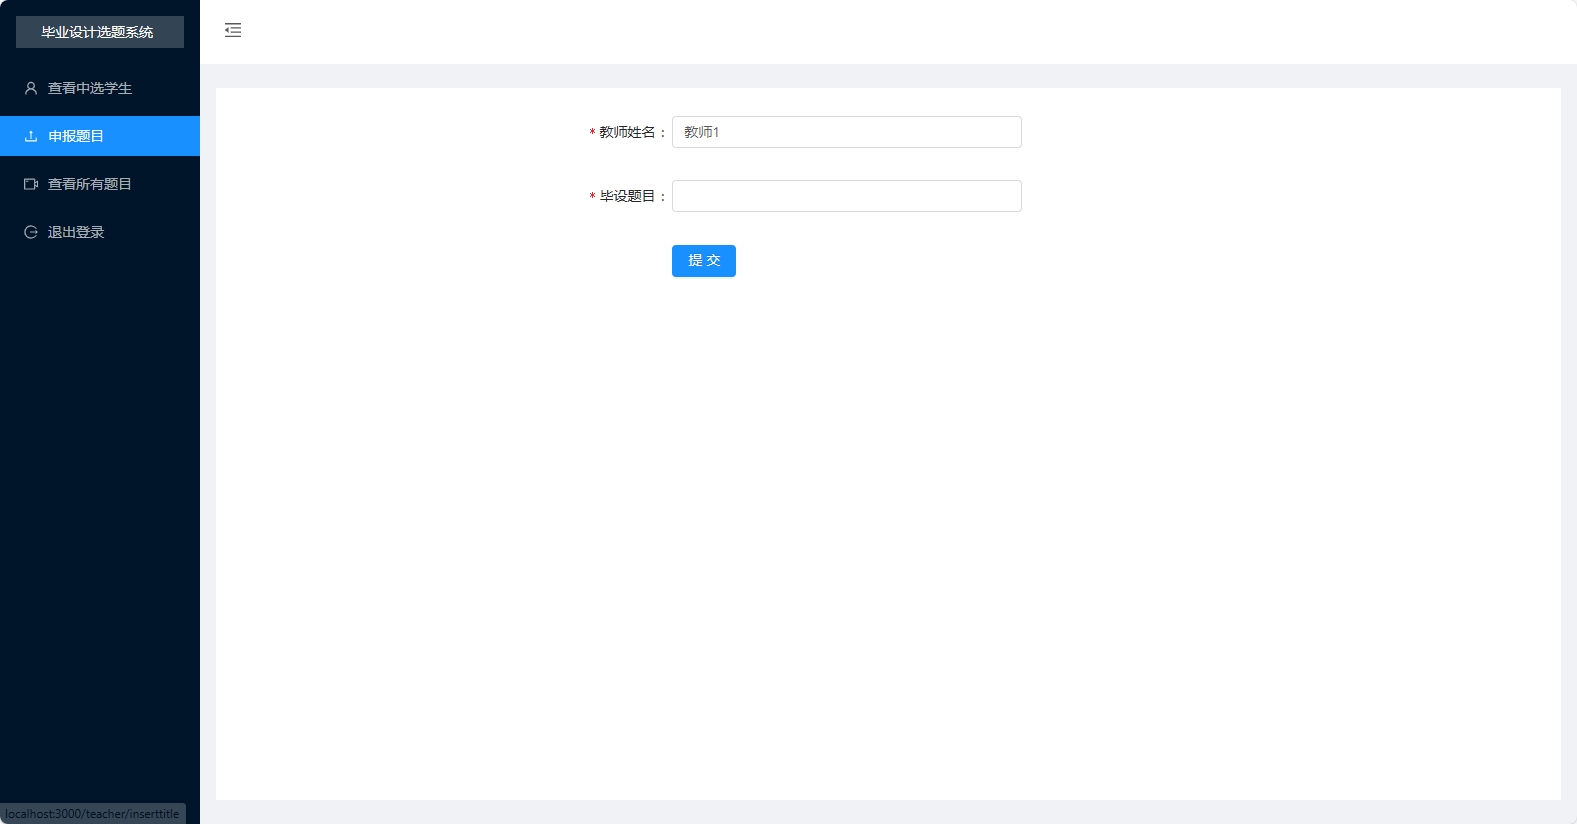 毕业设计选题系统
查看中选学生
申报题目
查看所有题目
退出登录
* 教师姓名： 教师1
* 毕设题目：
提 交
localhost:3000/teacher/inserttitle